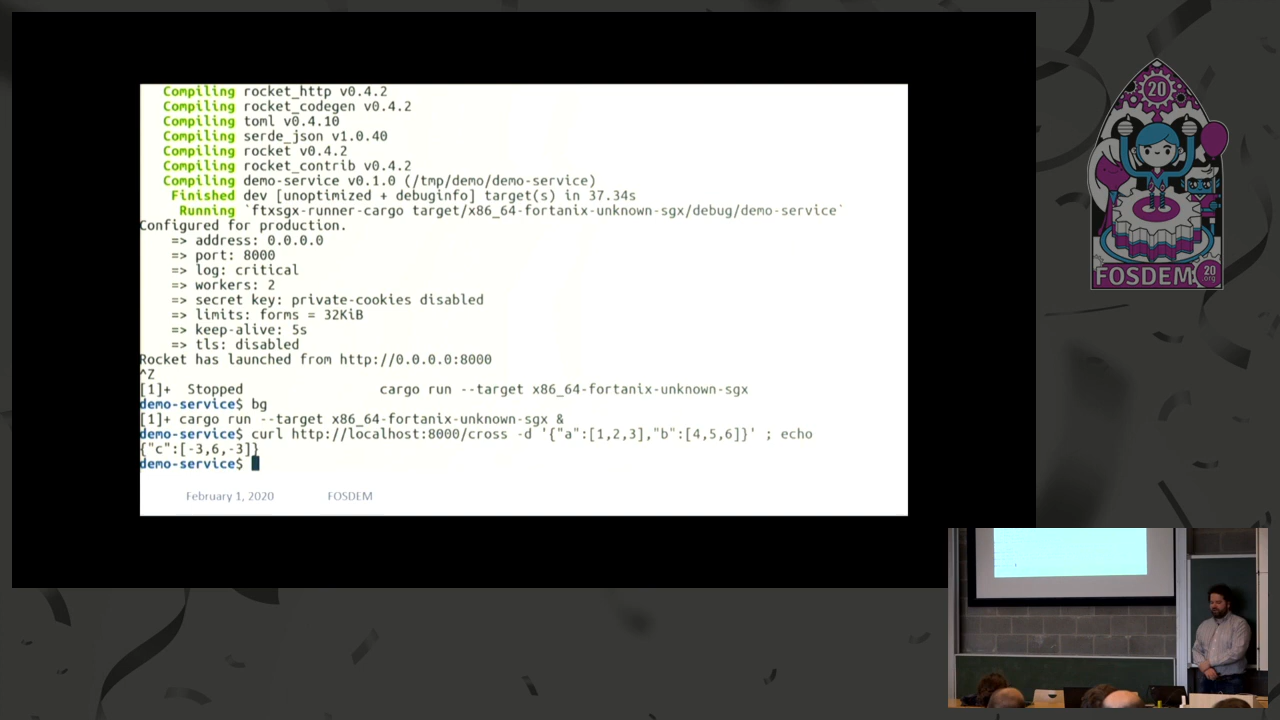 Compiling rocket_http v0.4.2
Compiling rocket_codegen v0.4.2
Compiling toml v0.4.10
Compiling serde_json v1.0.40
Compiling rocket v0.4.2
Compiling rocket_contrib v0.4.2
Compiling demo-service v0.1.0 (/tmp/demo/demo-service)
Finished dev [unoptimized + debuginfo] target(s) in 37.34s
Running `ftxsgx-runner-cargo target/x86_64-fortanix-unknown-sgx/debug/demo-service`
Configured for production.
=> address: 0.0.0.0
=> port: 8000
=> log: critical
=> workers: 2
=> secret key: private-cookies disabled
=> limits: forms = 32KiB
=> keep-alive: 5s
=> tls: disabled
Rocket has launched from http://0.0.0.0:8000
^Z
[1]+  Stopped                 cargo run --target x86_64-fortanix-unknown-sgx
demo-service$ bg
[1]+ cargo run --target x86_64-fortanix-unknown-sgx &
demo-service$ curl http://localhost:8000/cross -d '{"a":[1,2,3],"b":[4,5,6]}' ; echo
{"c":[-3,6,-3]}
demo-service$
February 1, 2020 FOSDEM
20
FOSDEM 20
.org